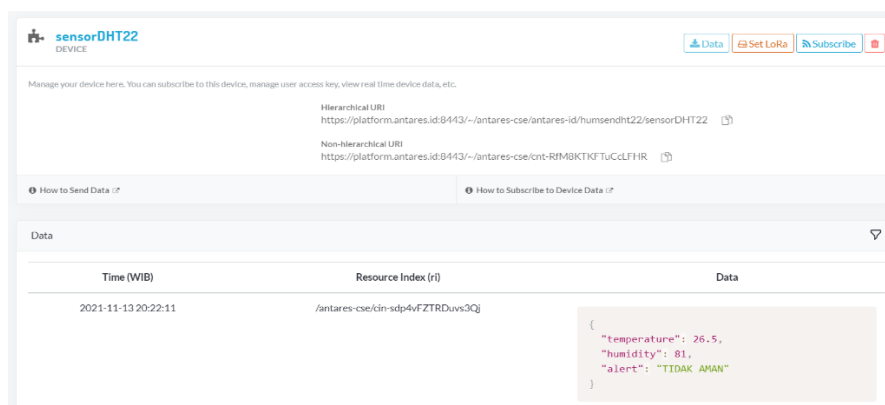 sensorDHT22
DEVICE
Data
Set LoRa
Subscribe
Manage your device here. You can subscribe to this device, manage user access key, view real time device data, etc.
Hierarchical URI
https://platform.antares.id:8443/~/antares-cse/antares-id/humsendht22/sensorDHT22
Non-hierarchical URI
https://platform.antares.id:8443/~/antares-cse/cnt-RfM8KTKFTuCcLFHR
How to Send Data
How to Subscribe to Device Data
Data
Time (WIB) Resource Index (ri) Data
2021-11-13 20:22:11 /antares-cse/cin-sdp4vFZTRDuvs3Qj
{
"temperature": 26.5,
"humidity": 81,
"alert": "TIDAK AMAN"
}